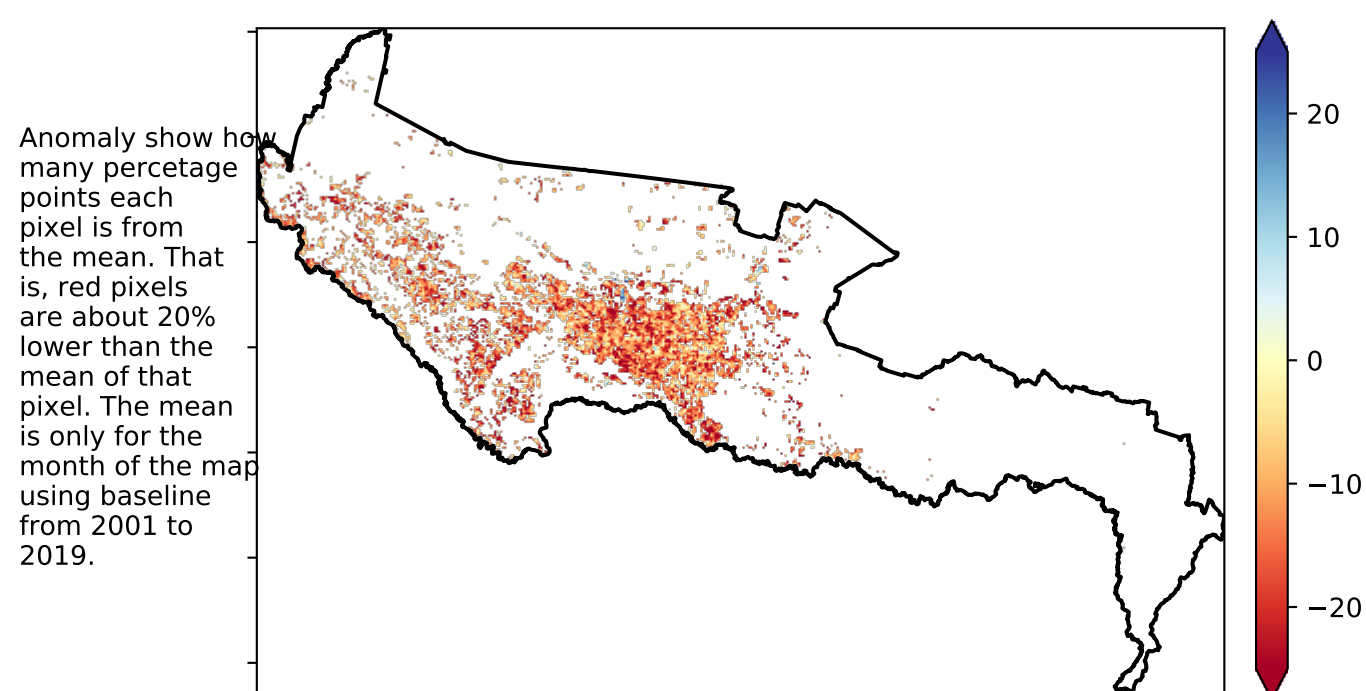 Anomaly show how
many percetage
points each
pixel is from
the mean. That
is, red pixels
are about 20%
lower than the
mean of that
pixel. The mean
is only for the
month of the map
using baseline
from 2001 to
2019.
20
10
0
−10
−20